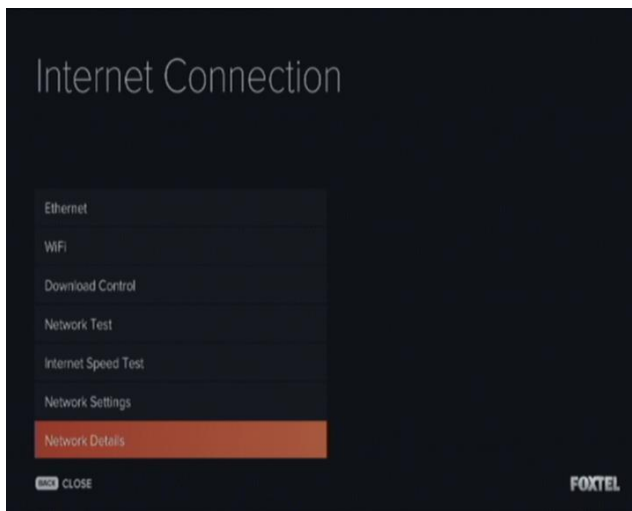 Internet Connection
Ethernet
WiFi
Download Control
Network Test
Internet Speed Test
Network Settings
Network Details
BACK CLOSE
FOXTEL